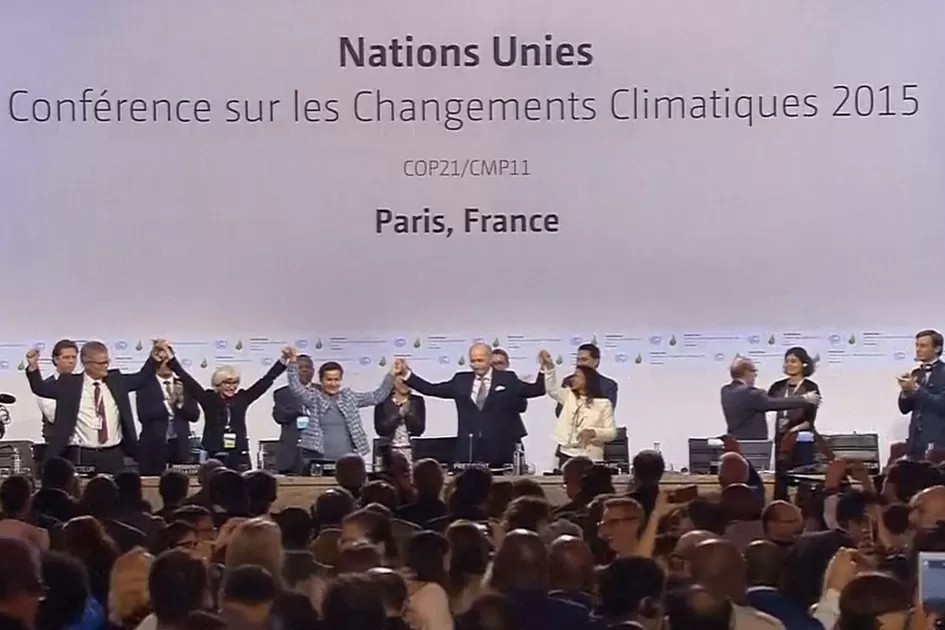 Nations Unies
Conférence sur les Changements Climatiques 2015
COP21/CMP11
Paris, France